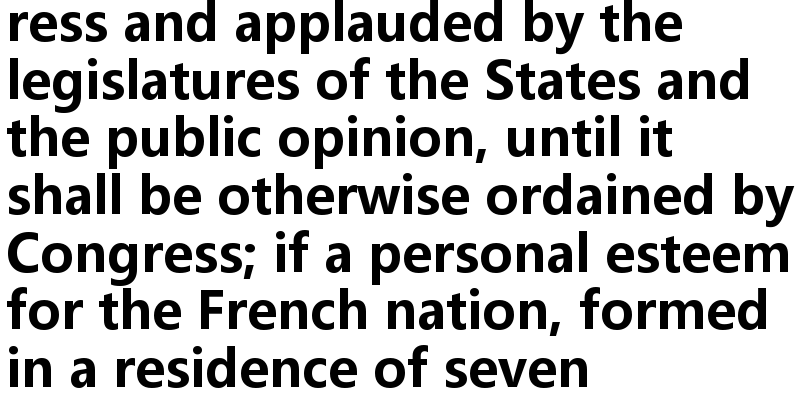 ress and applauded by the
legislatures of the States and
the public opinion, until it
shall be otherwise ordained by
Congress; if a personal esteem
for the French nation, formed
in a residence of seven